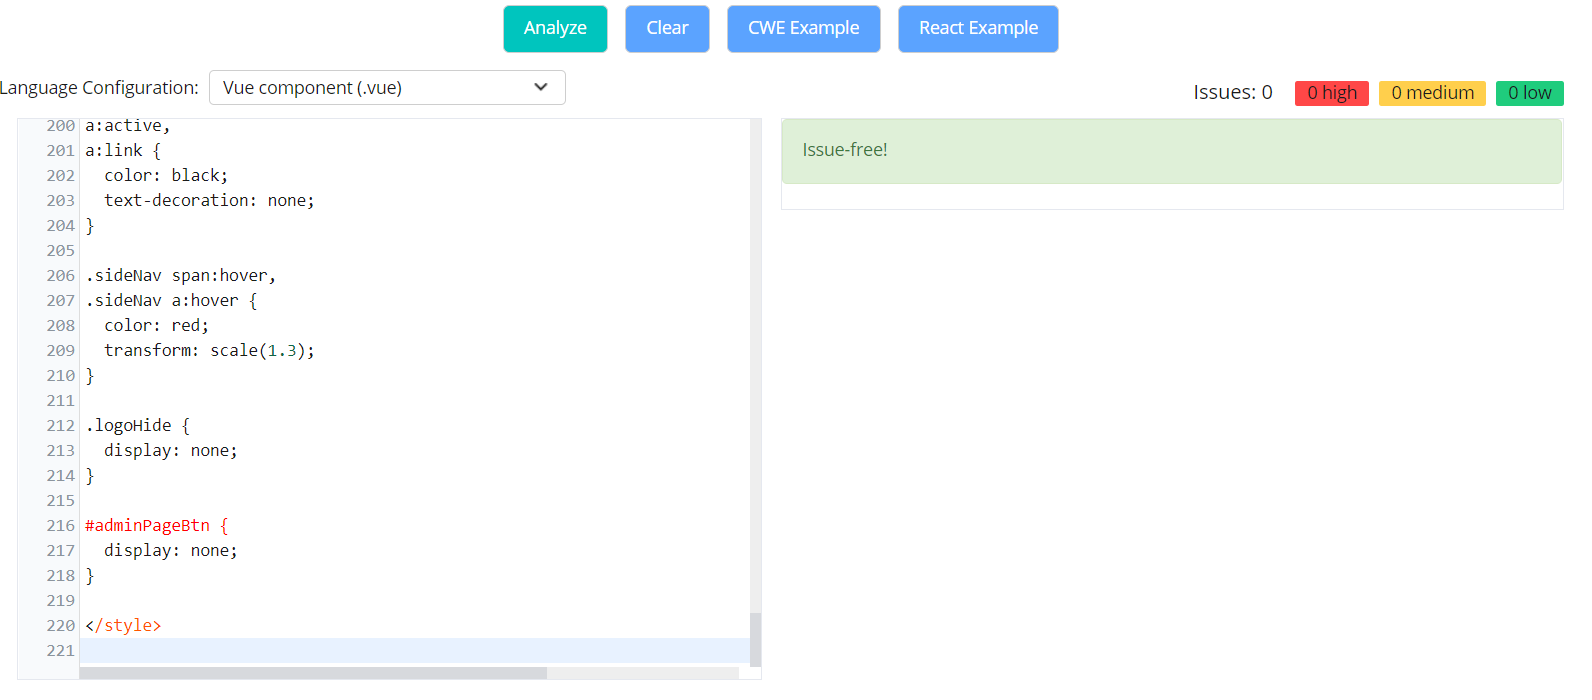 Analyze Clear CWE Example React Example
Language Configuration: Vue component (.vue)
Issues: 0 0 high 0 medium 0 low
200 a:active,
201 a:link {
202   color: black;
203   text-decoration: none;
204 }
205
206 .sideNav span:hover,
207 .sideNav a:hover {
208   color: red;
209   transform: scale(1.3);
210 }
211
212 .logoHide {
213   display: none;
214 }
215
216 #adminPageBtn {
217   display: none;
218 }
219
220 </style>
221
Issue-free!